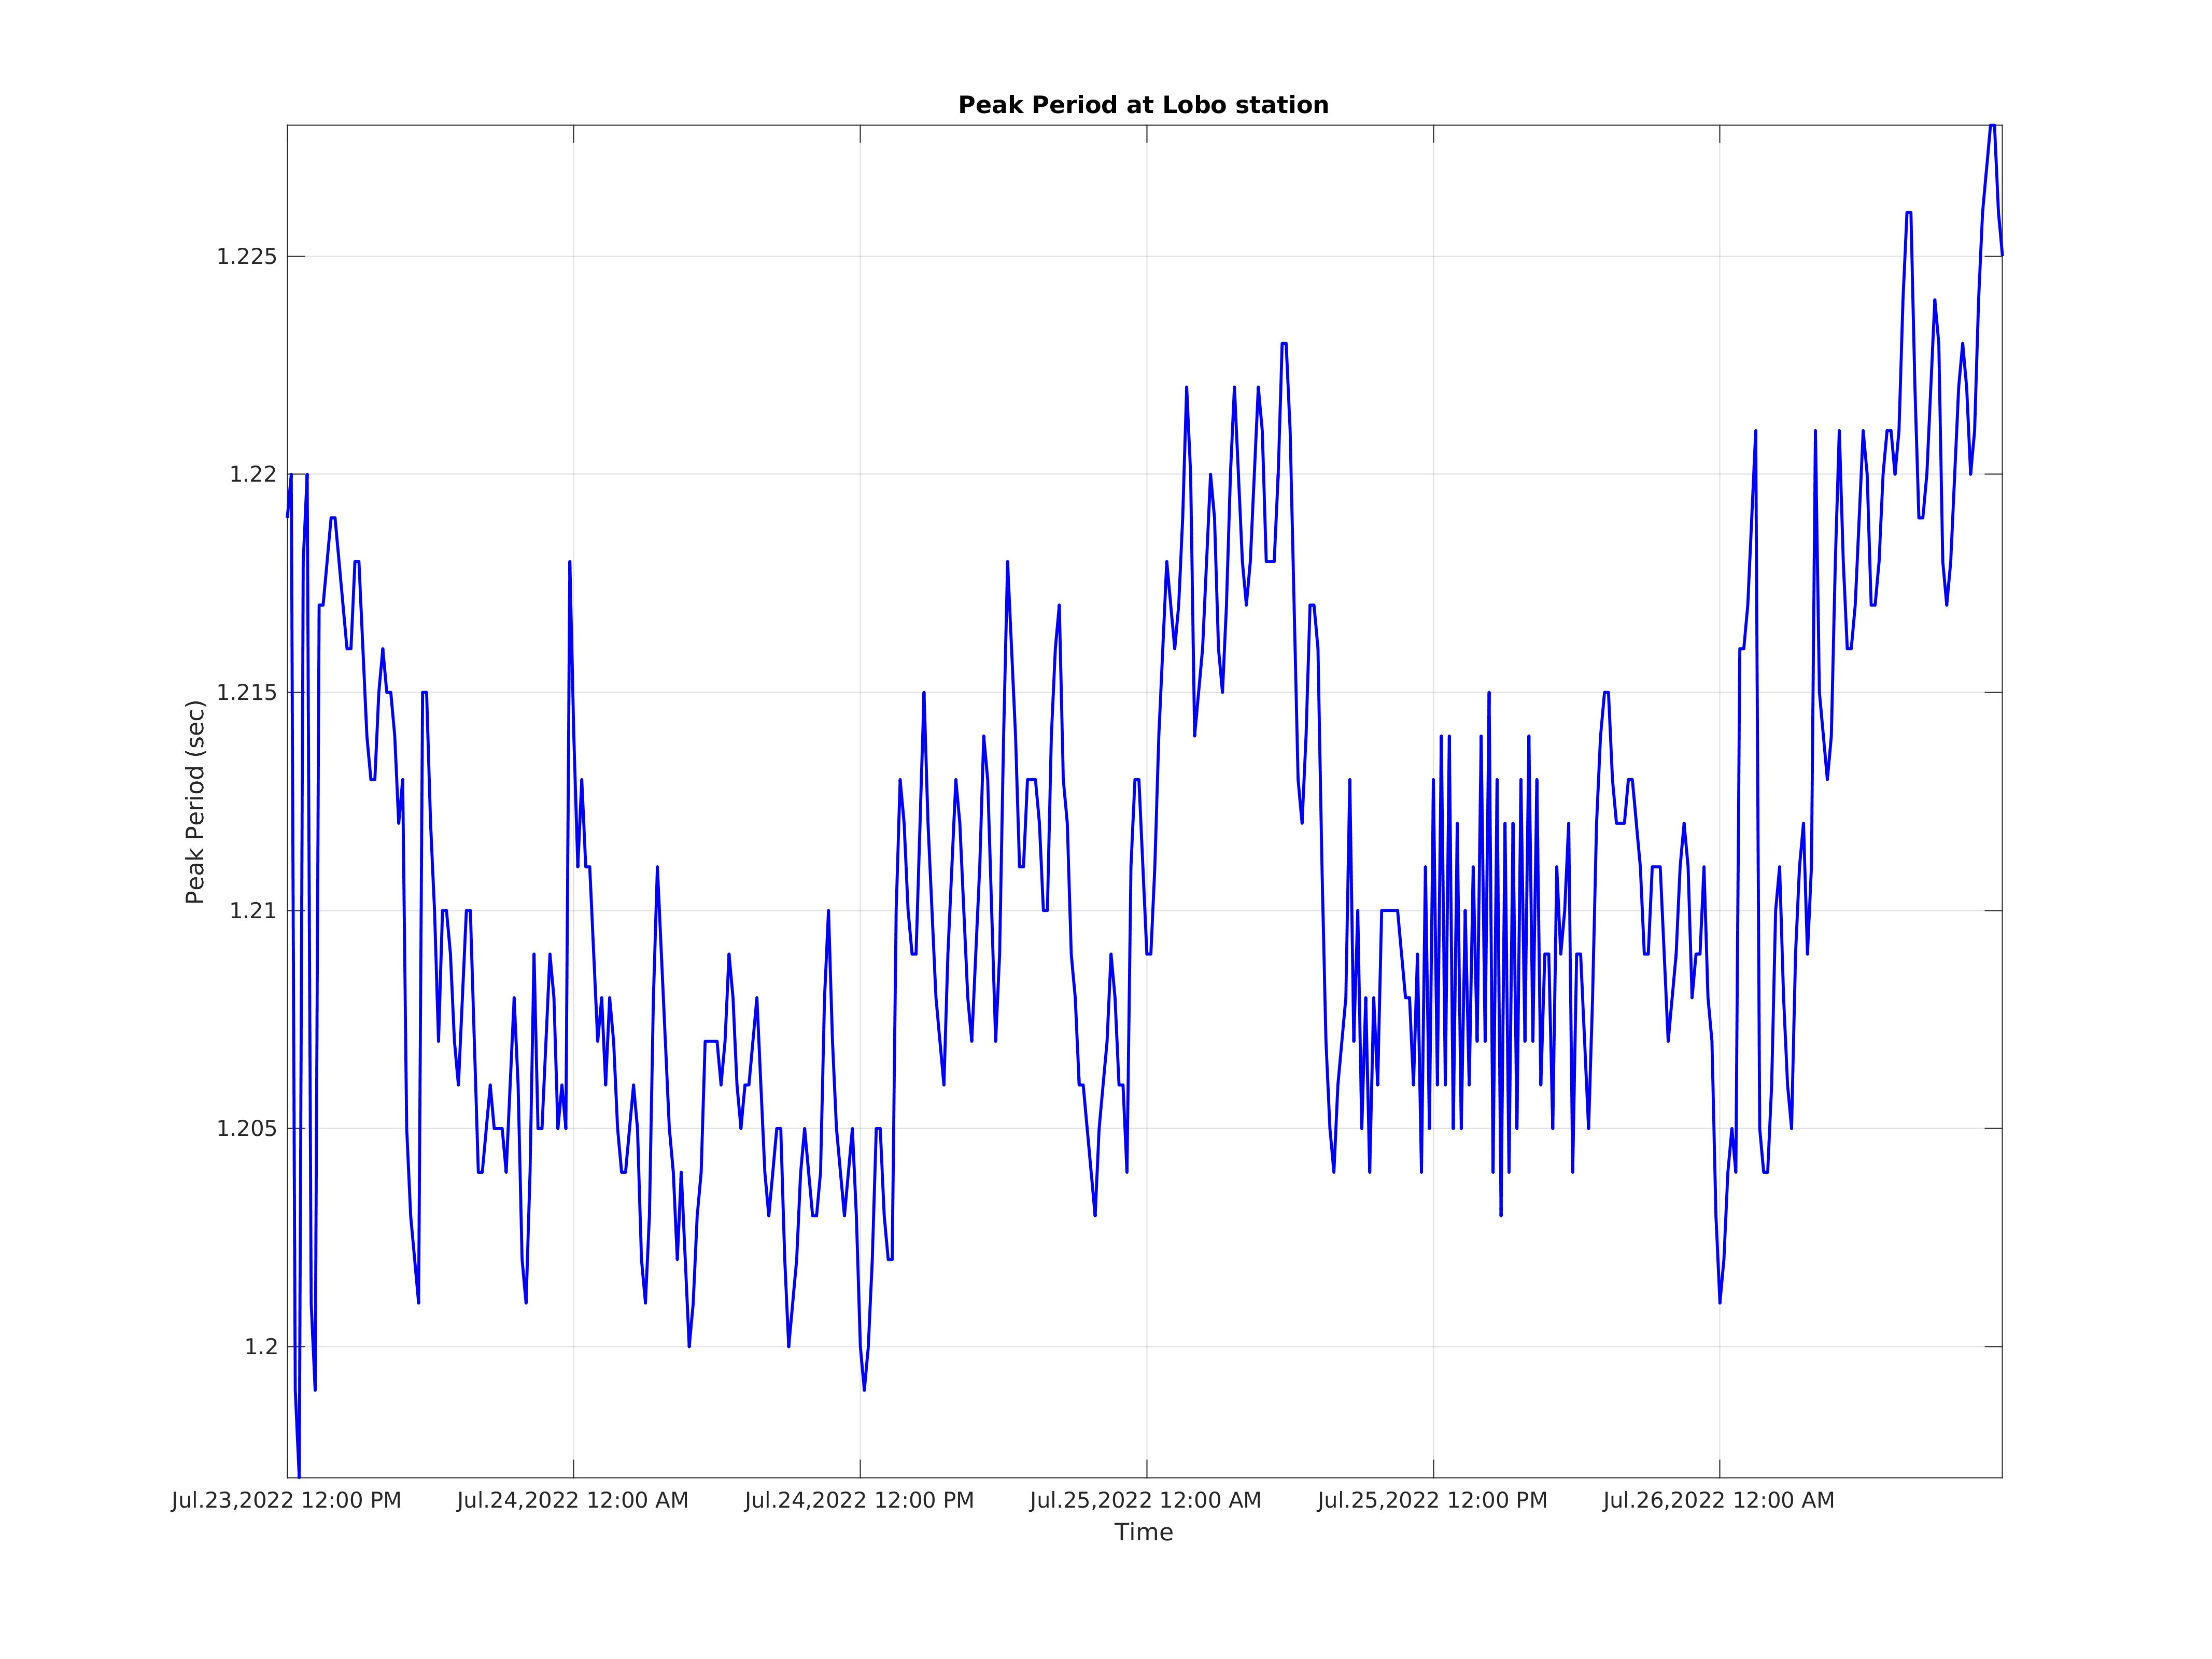 Peak Period at Lobo station
Peak Period (sec)
1.225
1.22
1.215
1.21
1.205
1.2
Jul.23,2022 12:00 PM
Jul.24,2022 12:00 AM
Jul.24,2022 12:00 PM
Jul.25,2022 12:00 AM
Jul.25,2022 12:00 PM
Jul.26,2022 12:00 AM
Time